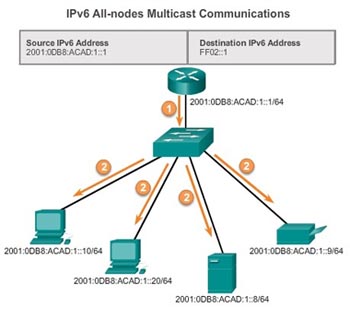 IPv6 All-nodes Multicast Communications
Source IPv6 Address
2001:0DB8:ACAD:1::1
Destination IPv6 Address
FF02::1
2001:0DB8:ACAD:1::1/64
1
2
2
2
2
2001:0DB8:ACAD:1::10/64
2001:0DB8:ACAD:1::20/64
2001:0DB8:ACAD:1::8/64
2001:0DB8:ACAD:1::9/64